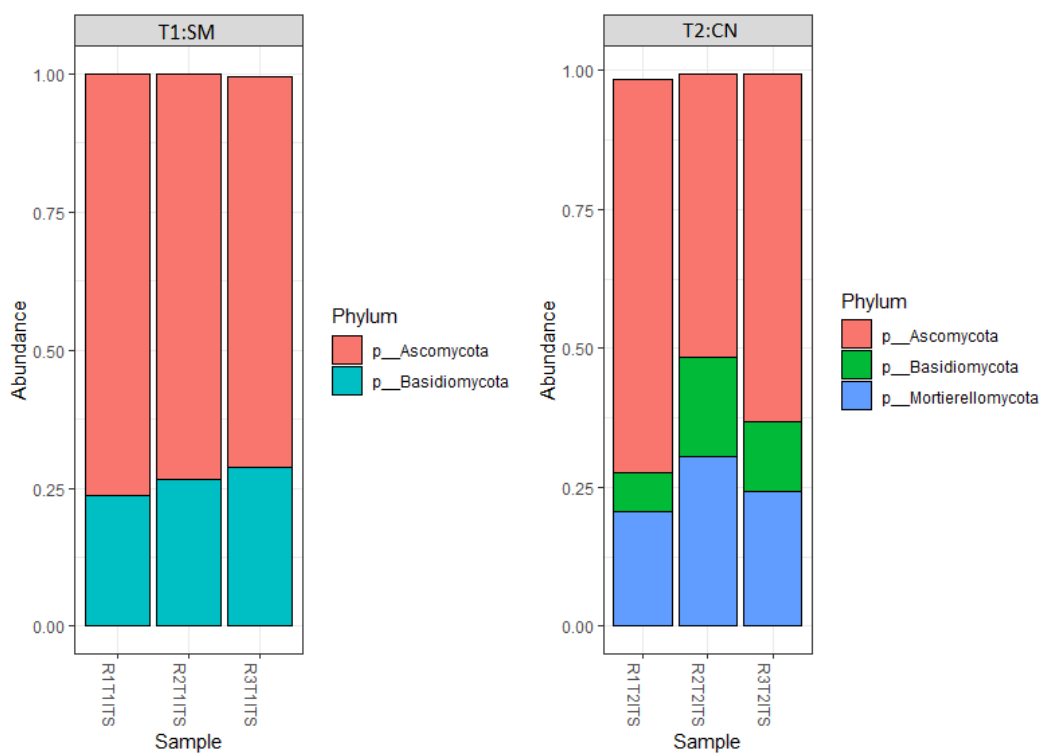 T1:SM
1.00
0.75
0.50
0.25
0.00
Abundance
R1T1ITS
R2T1ITS
R3T1ITS
Sample
Phylum
p__Ascomycota
p__Basidiomycota
T2:CN
1.00
0.75
0.50
0.25
0.00
Abundance
R1T2ITS
R2T2ITS
R3T2ITS
Sample
Phylum
p__Ascomycota
p__Basidiomycota
p__Mortierellomycota